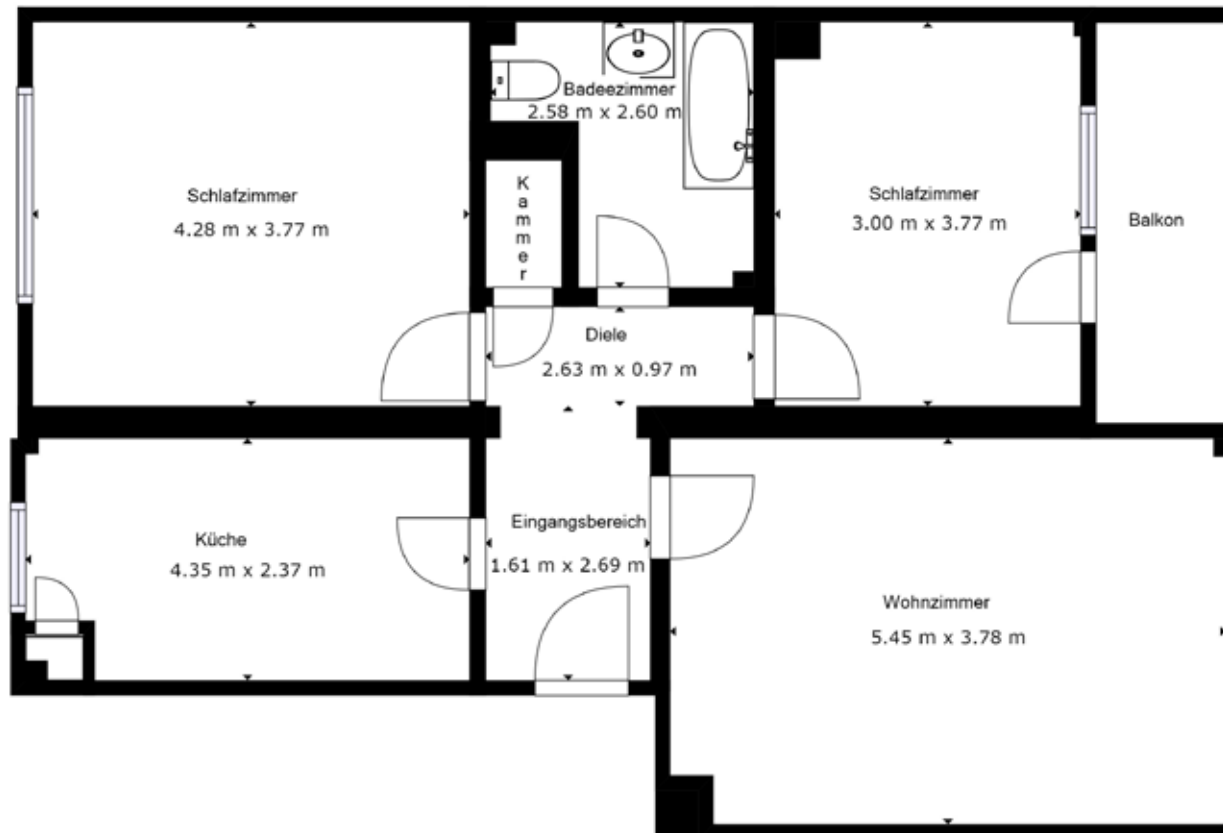 Badeezimmer
2.58 m x 2.60 m
Schlafzimmer
4.28 m x 3.77 m
Kammer
Schlafzimmer
3.00 m x 3.77 m
Balkon
Diele
2.63 m x 0.97 m
Eingangsbereich
1.61 m x 2.69 m
Küche
4.35 m x 2.37 m
Wohnzimmer
5.45 m x 3.78 m